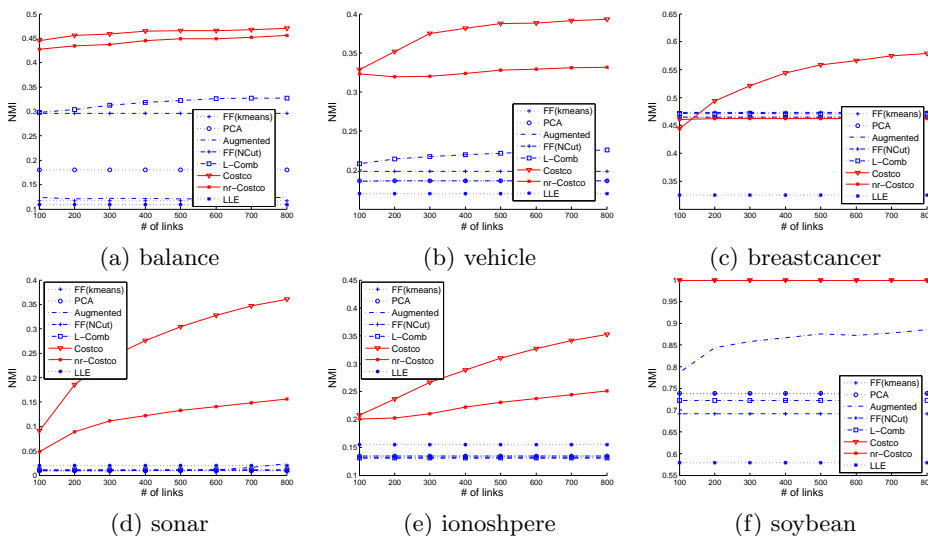 0.5
0.45
0.4
0.35
0.3
0.25
0.2
0.15
0.1
NMI
100 200 300 400 500 600 700 800
# of links
FF(kmeans)
PCA
Augmented
FF(NCut)
L-Comb
Costco
nr-Costco
LLE
(a) balance
0.4
0.35
0.3
0.25
0.2
0.15
NMI
100 200 300 400 500 600 700 800
# of links
FF(kmeans)
PCA
Augmented
FF(NCut)
L-Comb
Costco
nr-Costco
LLE
(b) vehicle
0.7
0.65
0.6
0.55
0.5
0.45
0.4
0.35
NMI
100 200 300 400 500 600 700 800
# of links
FF(kmeans)
PCA
Augmented
FF(NCut)
L-Comb
Costco
nr-Costco
LLE
(c) breastcancer
0.4
0.35
0.3
0.25
0.2
0.15
0.1
0.05
0
NMI
100 200 300 400 500 600 700 800
# of links
FF(kmeans)
PCA
Augmented
FF(NCut)
L-Comb
Costco
nr-Costco
LLE
(d) sonar
0.45
0.4
0.35
0.3
0.25
0.2
0.15
0.1
NMI
100 200 300 400 500 600 700 800
# of links
FF(kmeans)
PCA
Augmented
FF(NCut)
L-Comb
Costco
nr-Costco
LLE
(e) ionoshpere
1
0.95
0.9
0.85
0.8
0.75
0.7
0.65
0.6
0.55
NMI
100 200 300 400 500 600 700 800
# of links
FF(kmeans)
PCA
Augmented
FF(NCut)
L-Comb
Costco
nr-Costco
LLE
(f) soybean